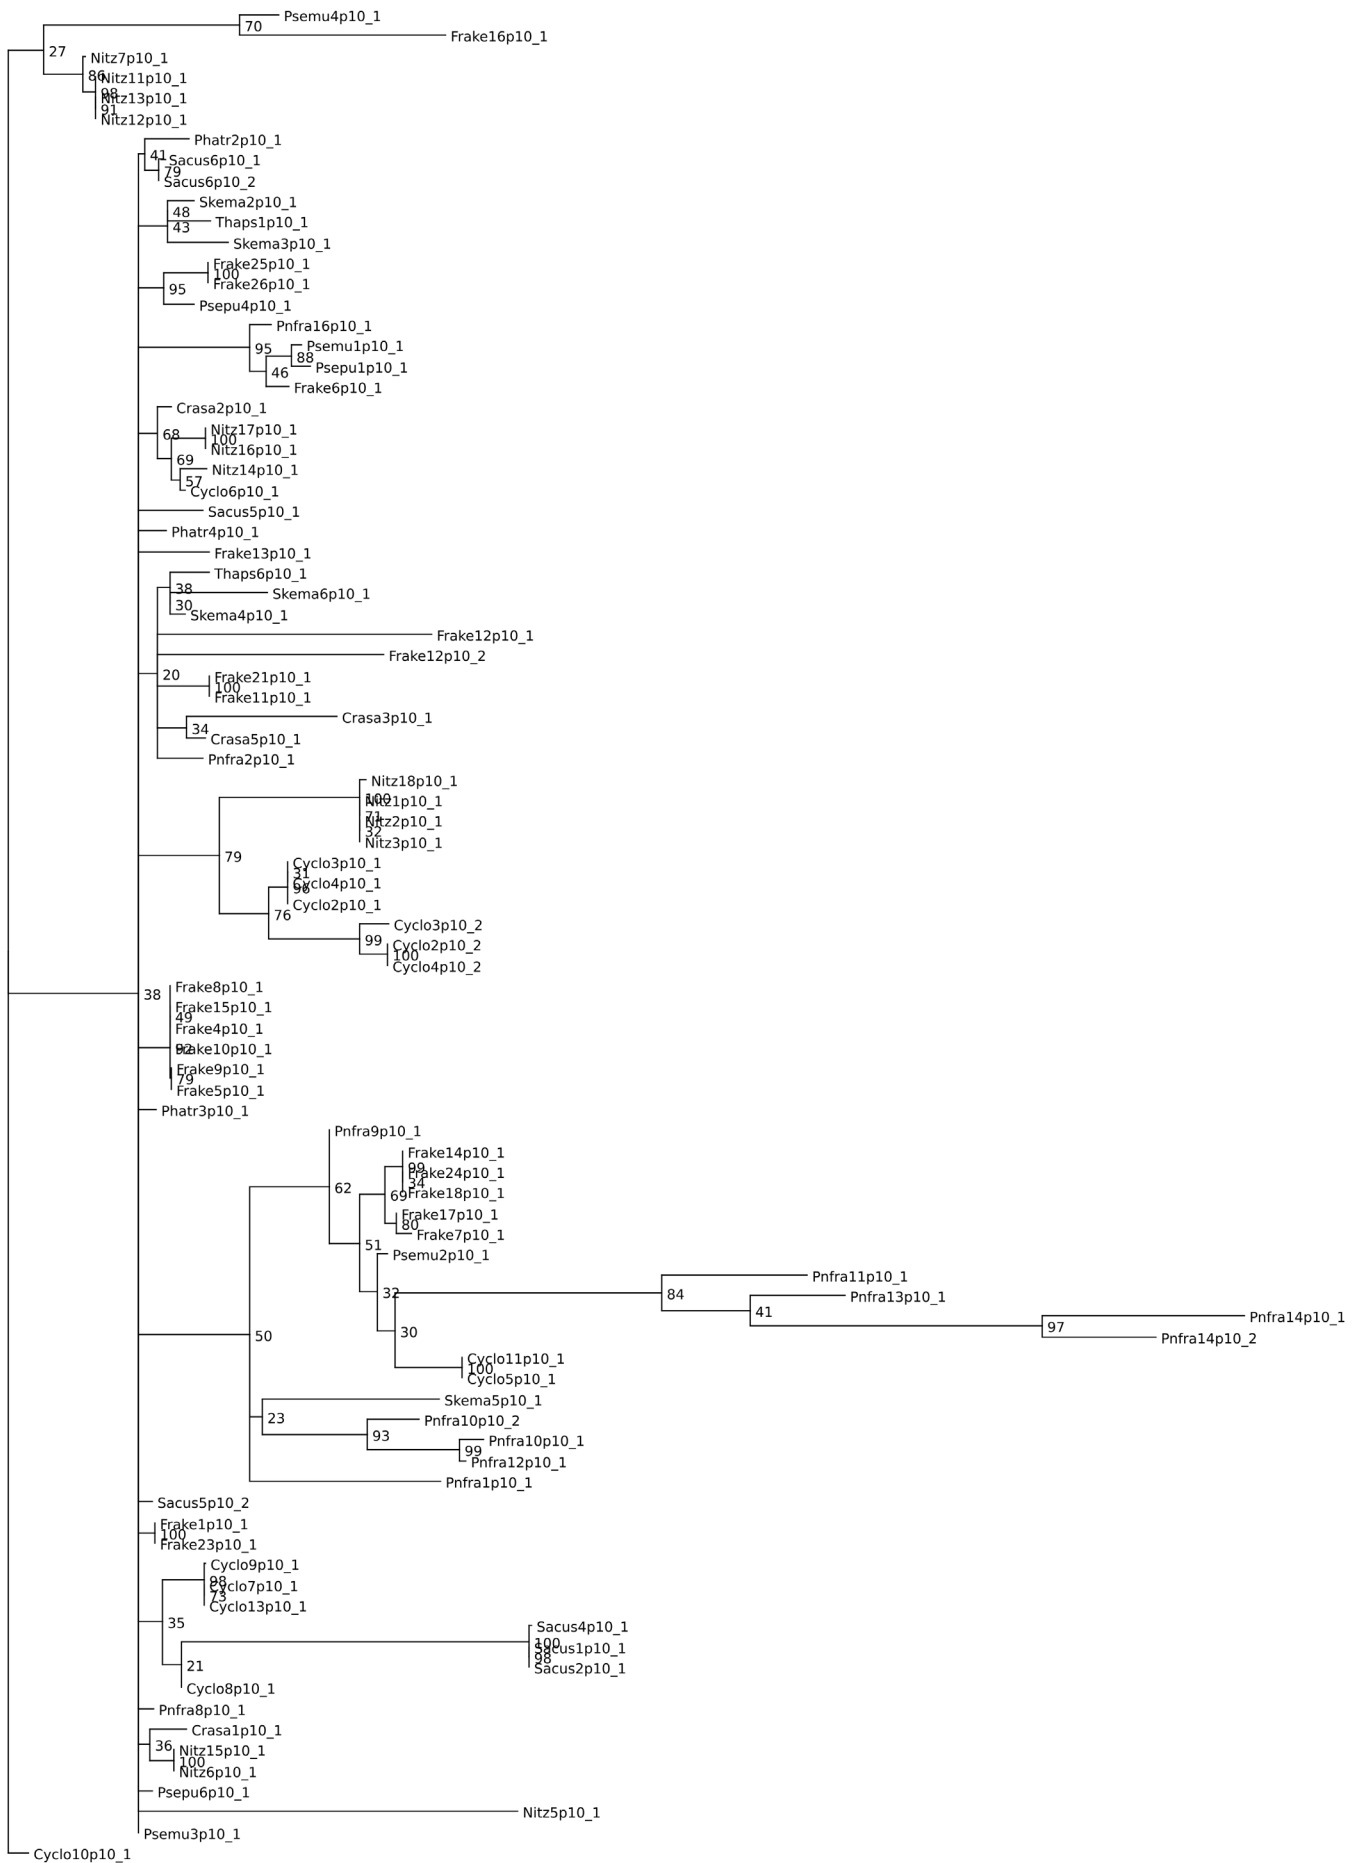 Psemu4p10_1
70
Frake16p10_1
27
Nitz7p10_1
86
Nitz11p10_1
98
Nitz13p10_1
91
Nitz12p10_1
Phatr2p10_1
41
Sacus6p10_1
79
Sacus6p10_2
Skema2p10_1
48
Thaps1p10_1
43
Skema3p10_1
Frake25p10_1
100
Frake26p10_1
95
Psepu4p10_1
Pnfra16p10_1
95
Psemu1p10_1
88
Psepu1p10_1
46
Frake6p10_1
Crasa2p10_1
68
Nitz17p10_1
100
Nitz16p10_1
69
Nitz14p10_1
57
Cyclo6p10_1
Sacus5p10_1
Phatr4p10_1
Frake13p10_1
Thaps6p10_1
38
Skema6p10_1
30
Skema4p10_1
Frake12p10_1
Frake12p10_2
20
Frake21p10_1
100
Frake11p10_1
Crasa3p10_1
34
Crasa5p10_1
Pnfra2p10_1
Nitz18p10_1
100
Nitz1p10_1
71
Nitz2p10_1
32
Nitz3p10_1
79
Cyclo3p10_1
31
Cyclo4p10_1
96
Cyclo2p10_1
76
Cyclo3p10_2
99
Cyclo2p10_2
100
Cyclo4p10_2
38
Frake8p10_1
Frake15p10_1
49
Frake4p10_1
92
Frake10p10_1
Frake9p10_1
79
Frake5p10_1
Phatr3p10_1
Pnfra9p10_1
Frake14p10_1
99
Frake24p10_1
34
Frake18p10_1
62
69
Frake17p10_1
80
Frake7p10_1
51
Psemu2p10_1
Pnfra11p10_1
32
84
Pnfra13p10_1
41
Pnfra14p10_1
97
Pnfra14p10_2
30
50
Cyclo11p10_1
100
Cyclo5p10_1
Skema5p10_1
23
Pnfra10p10_2
93
Pnfra10p10_1
99
Pnfra12p10_1
Pnfra1p10_1
Sacus5p10_2
Frake1p10_1
100
Frake23p10_1
Cyclo9p10_1
98
Cyclo7p10_1
73
Cyclo13p10_1
35
Sacus4p10_1
100
Sacus1p10_1
98
Sacus2p10_1
21
Cyclo8p10_1
Pnfra8p10_1
Crasa1p10_1
36
Nitz15p10_1
100
Nitz6p10_1
Psepu6p10_1
Nitz5p10_1
Psemu3p10_1
Cyclo10p10_1